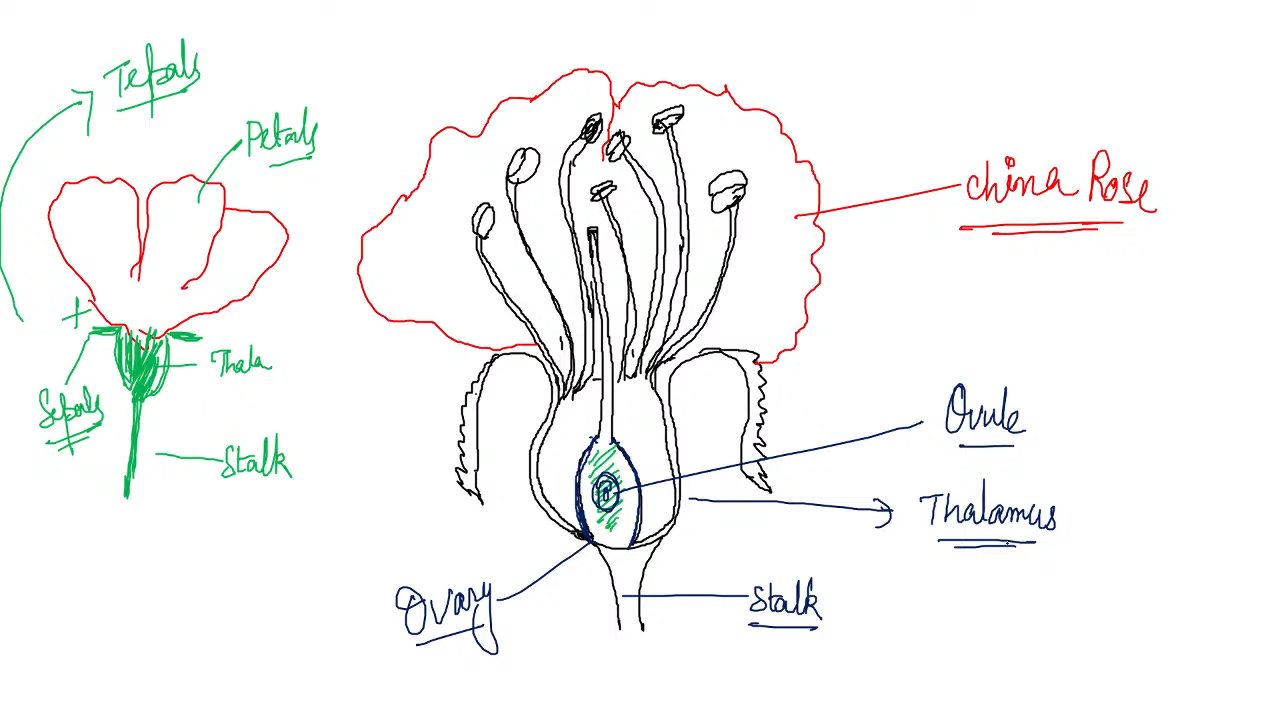 Tepals
Petals
China Rose
Thala
Sepals
Ovule
Stalk
Thalamus
Ovary
Stalk